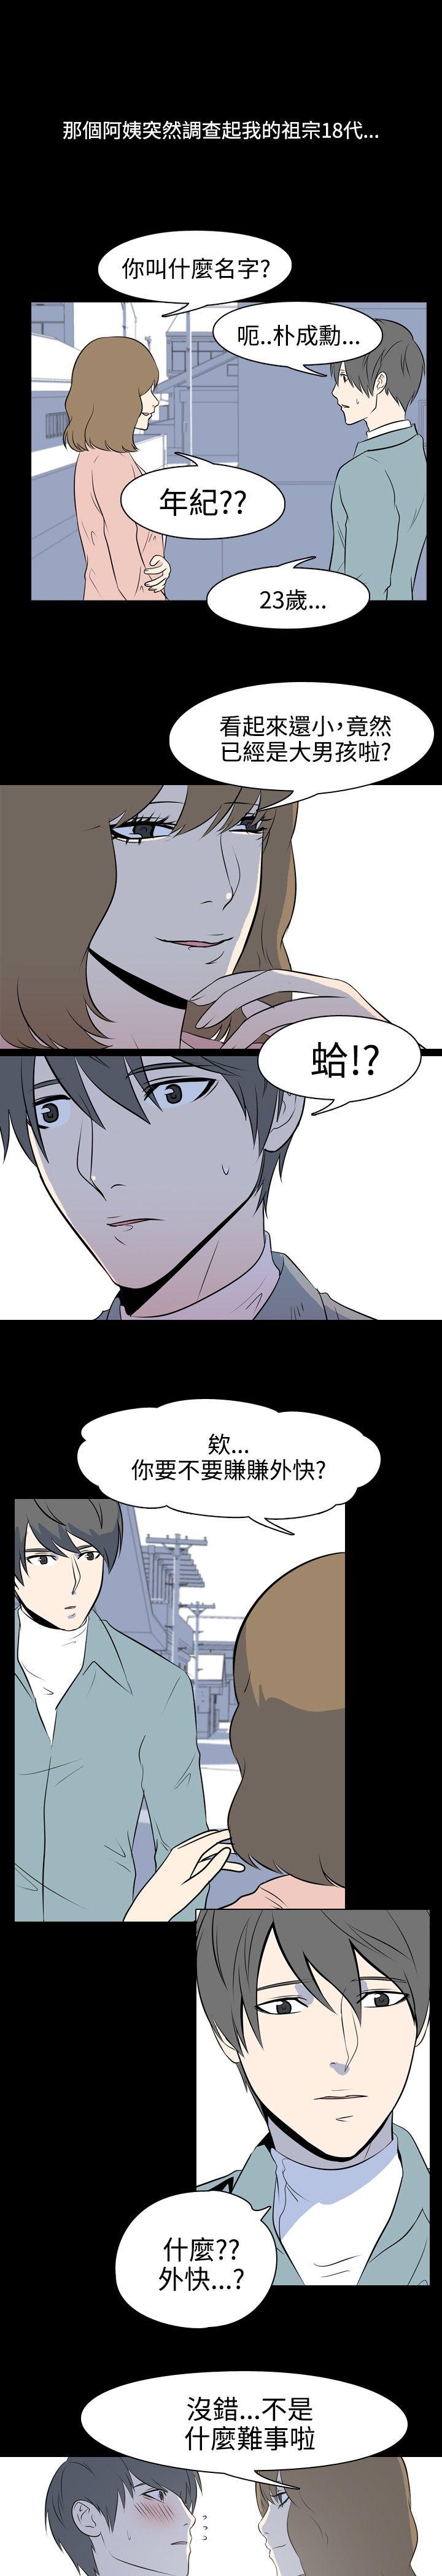 那個阿姨突然調查起我的祖宗18代...
你叫什麼名字?
呃..朴成勳...
年紀??
23歲...
看起來還小,竟然
已經是大男孩啦?
蛤!?
欸...
你要不要賺賺外快?
什麼??
外快...?
沒錯...不是
什麼難事啦